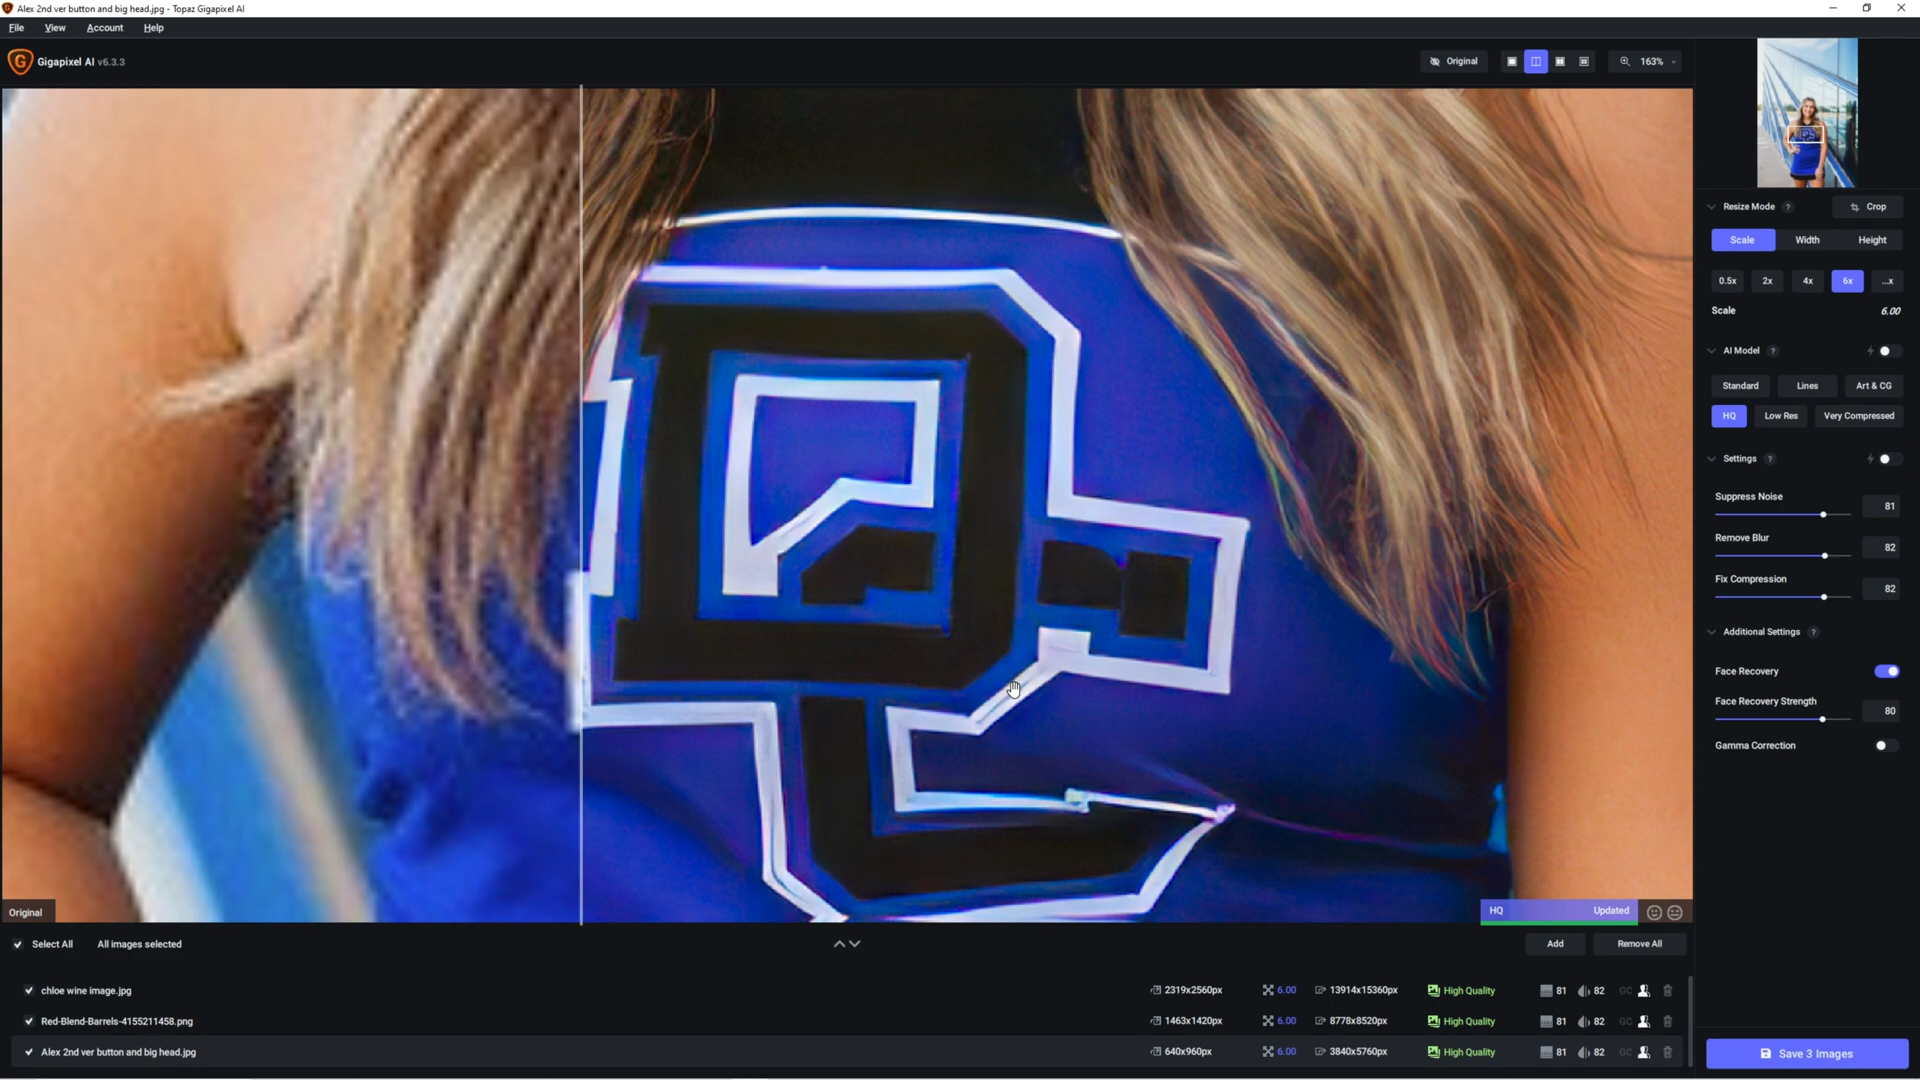 Alex 2nd ver button and big head.jpg - Topaz Gigapixel AI
File View Account Help
Gigapixel AI v6.3.3
Original
163%
Resize Mode ? Crop
Scale Width Height
0.5x 2x 4x 6x ...x
Scale 6.00
AI Model ?
Standard Lines Art & CG
HQ Low Res Very Compressed
Settings ?
Suppress Noise 81
Remove Blur 82
Fix Compression 82
Additional Settings ?
Face Recovery
Face Recovery Strength 80
Gamma Correction
Original
HQ Updated
Select All All images selected
Add Remove All
chloe wine image.jpg 2319x2560px 6.00 13914x15360px High Quality 81 82 GC
Red-Blend-Barrels-4155211458.png 1463x1420px 6.00 8778x8520px High Quality 81 82 GC
Alex 2nd ver button and big head.jpg 640x960px 6.00 3840x5760px High Quality 81 82 GC
Save 3 Images